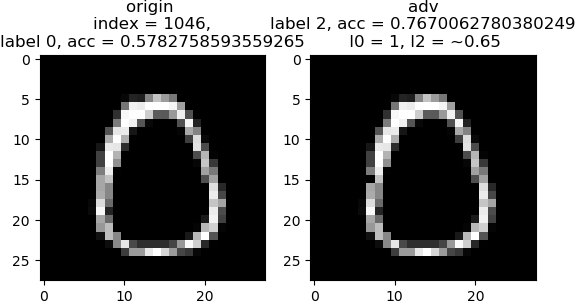 origin
index = 1046,
label 0, acc = 0.5782758593559265
adv
label 2, acc = 0.7670062780380249
l0 = 1, l2 = ~0.65
0
5
10
15
20
25
0 10 20
0
5
10
15
20
25
0 10 20